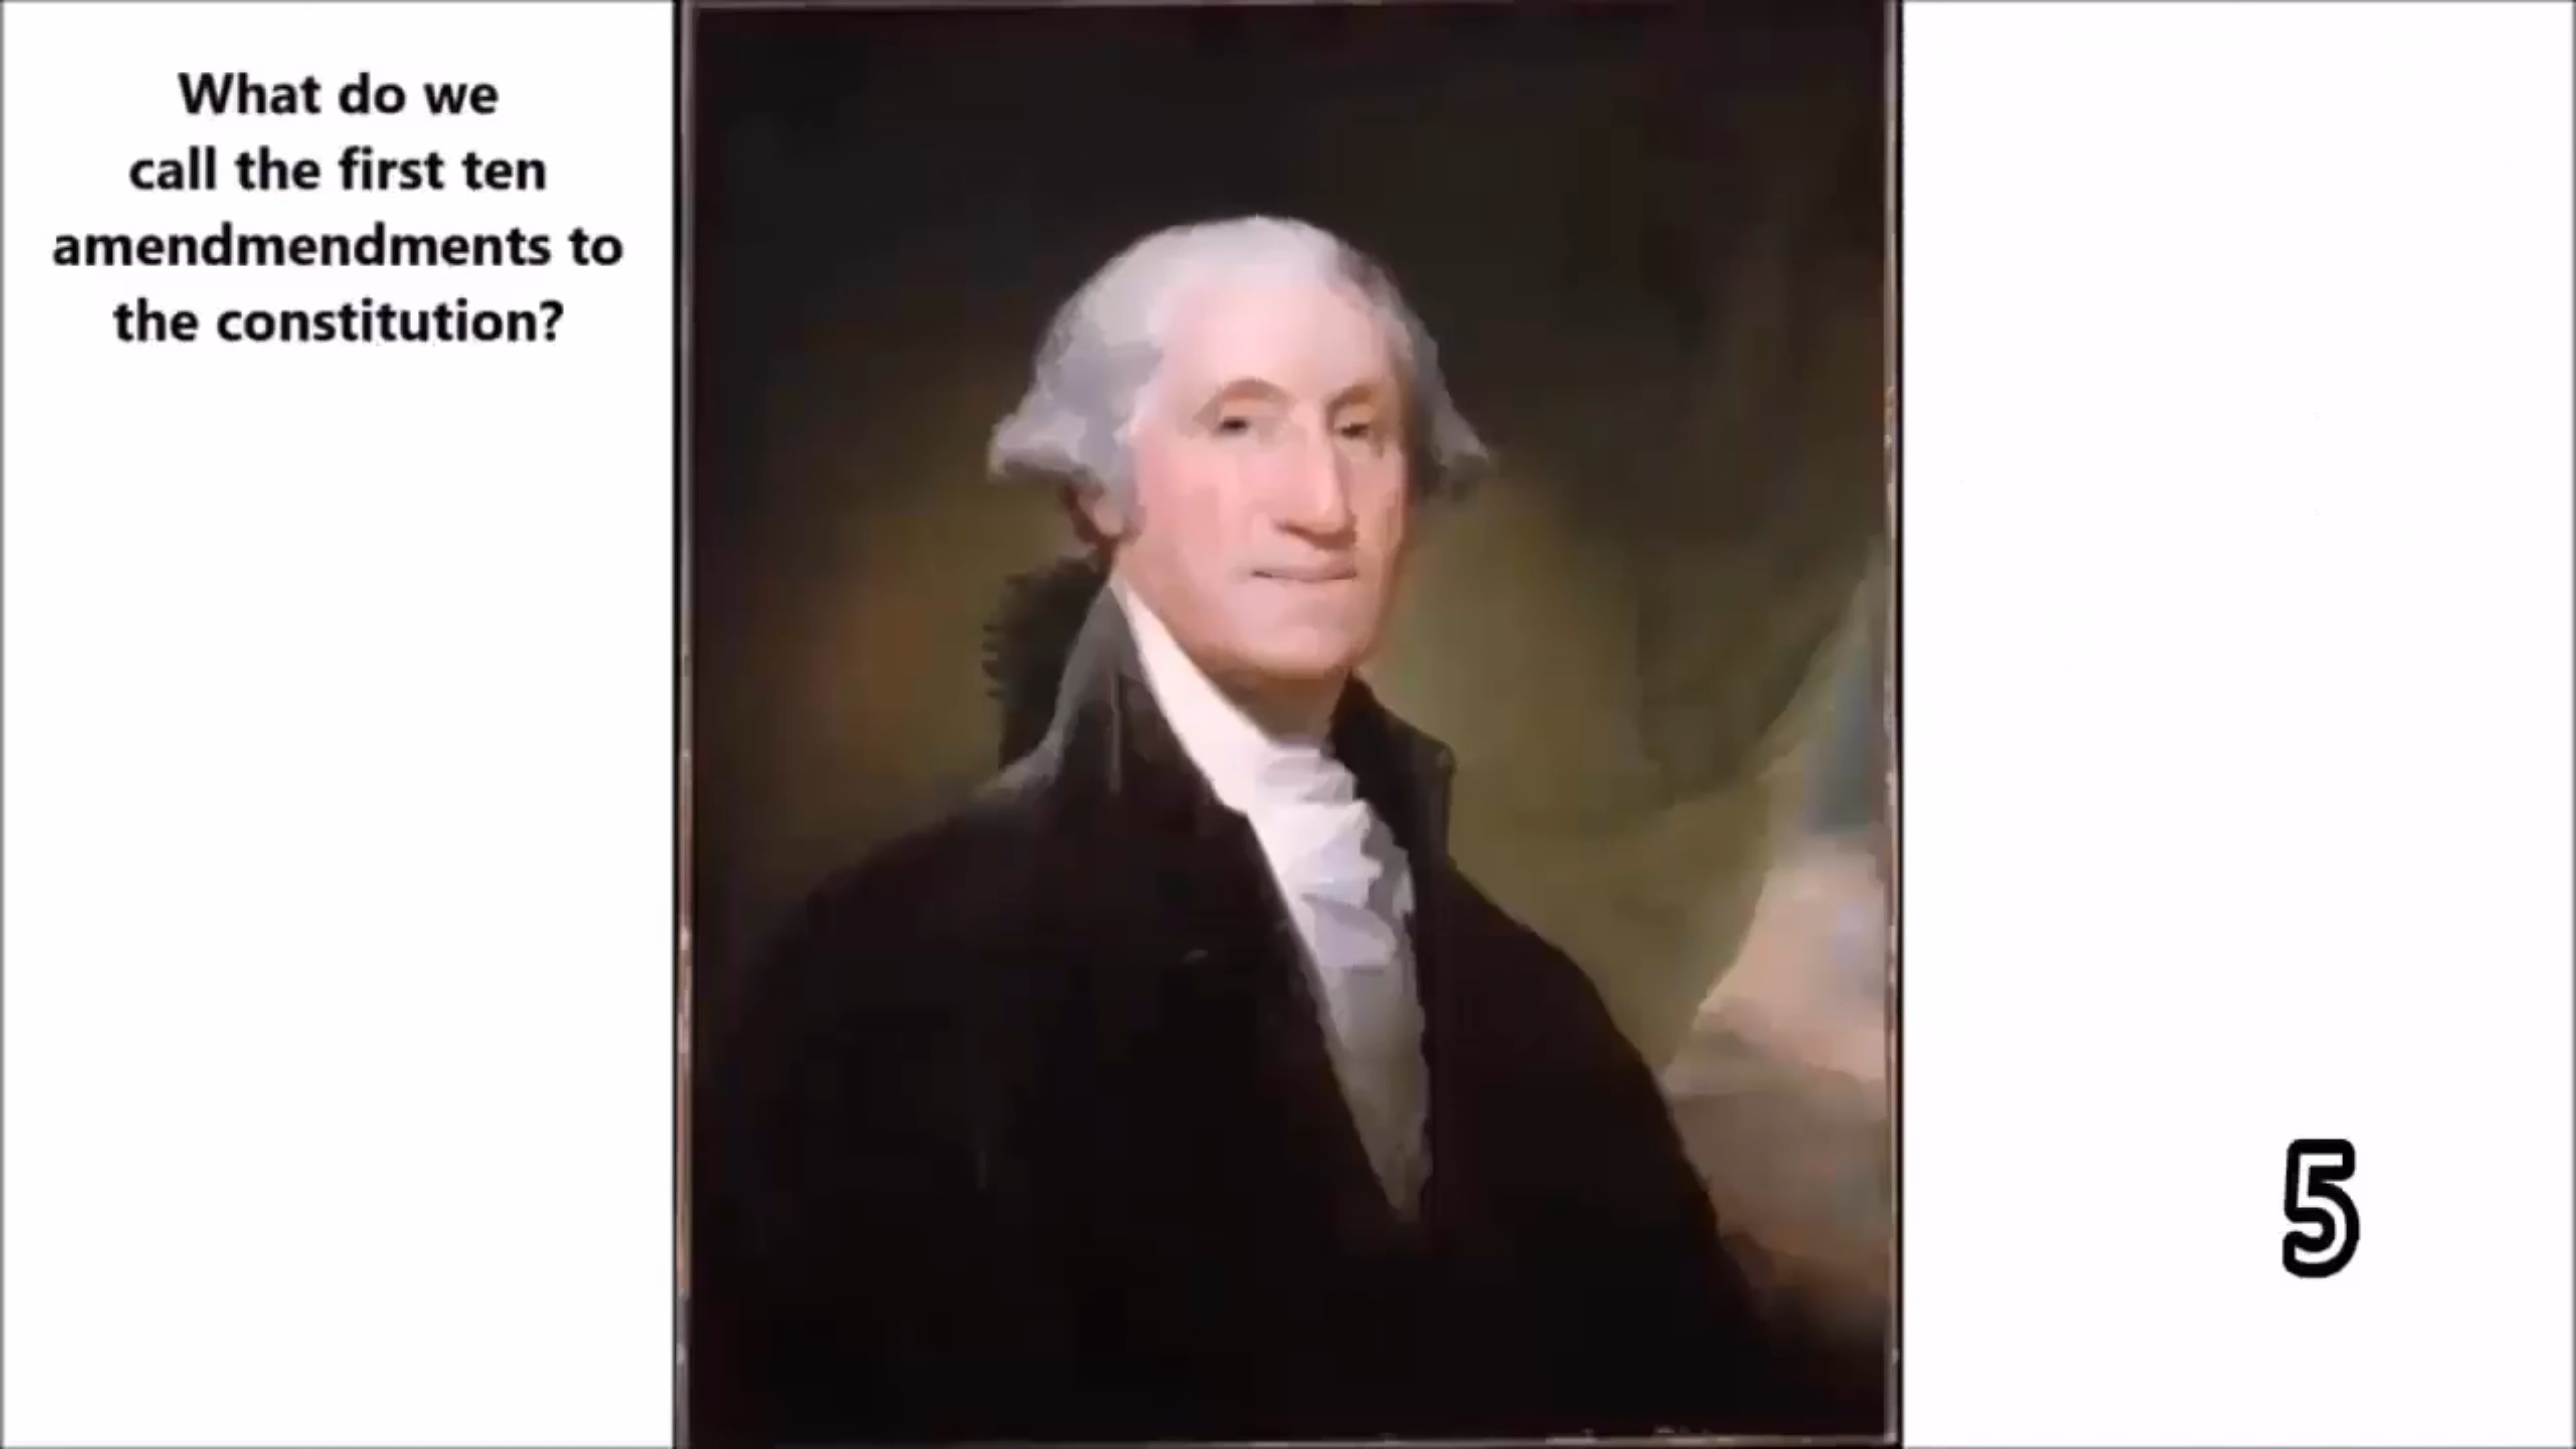 What do we
call the first ten
amendmendments to
the constitution?
5